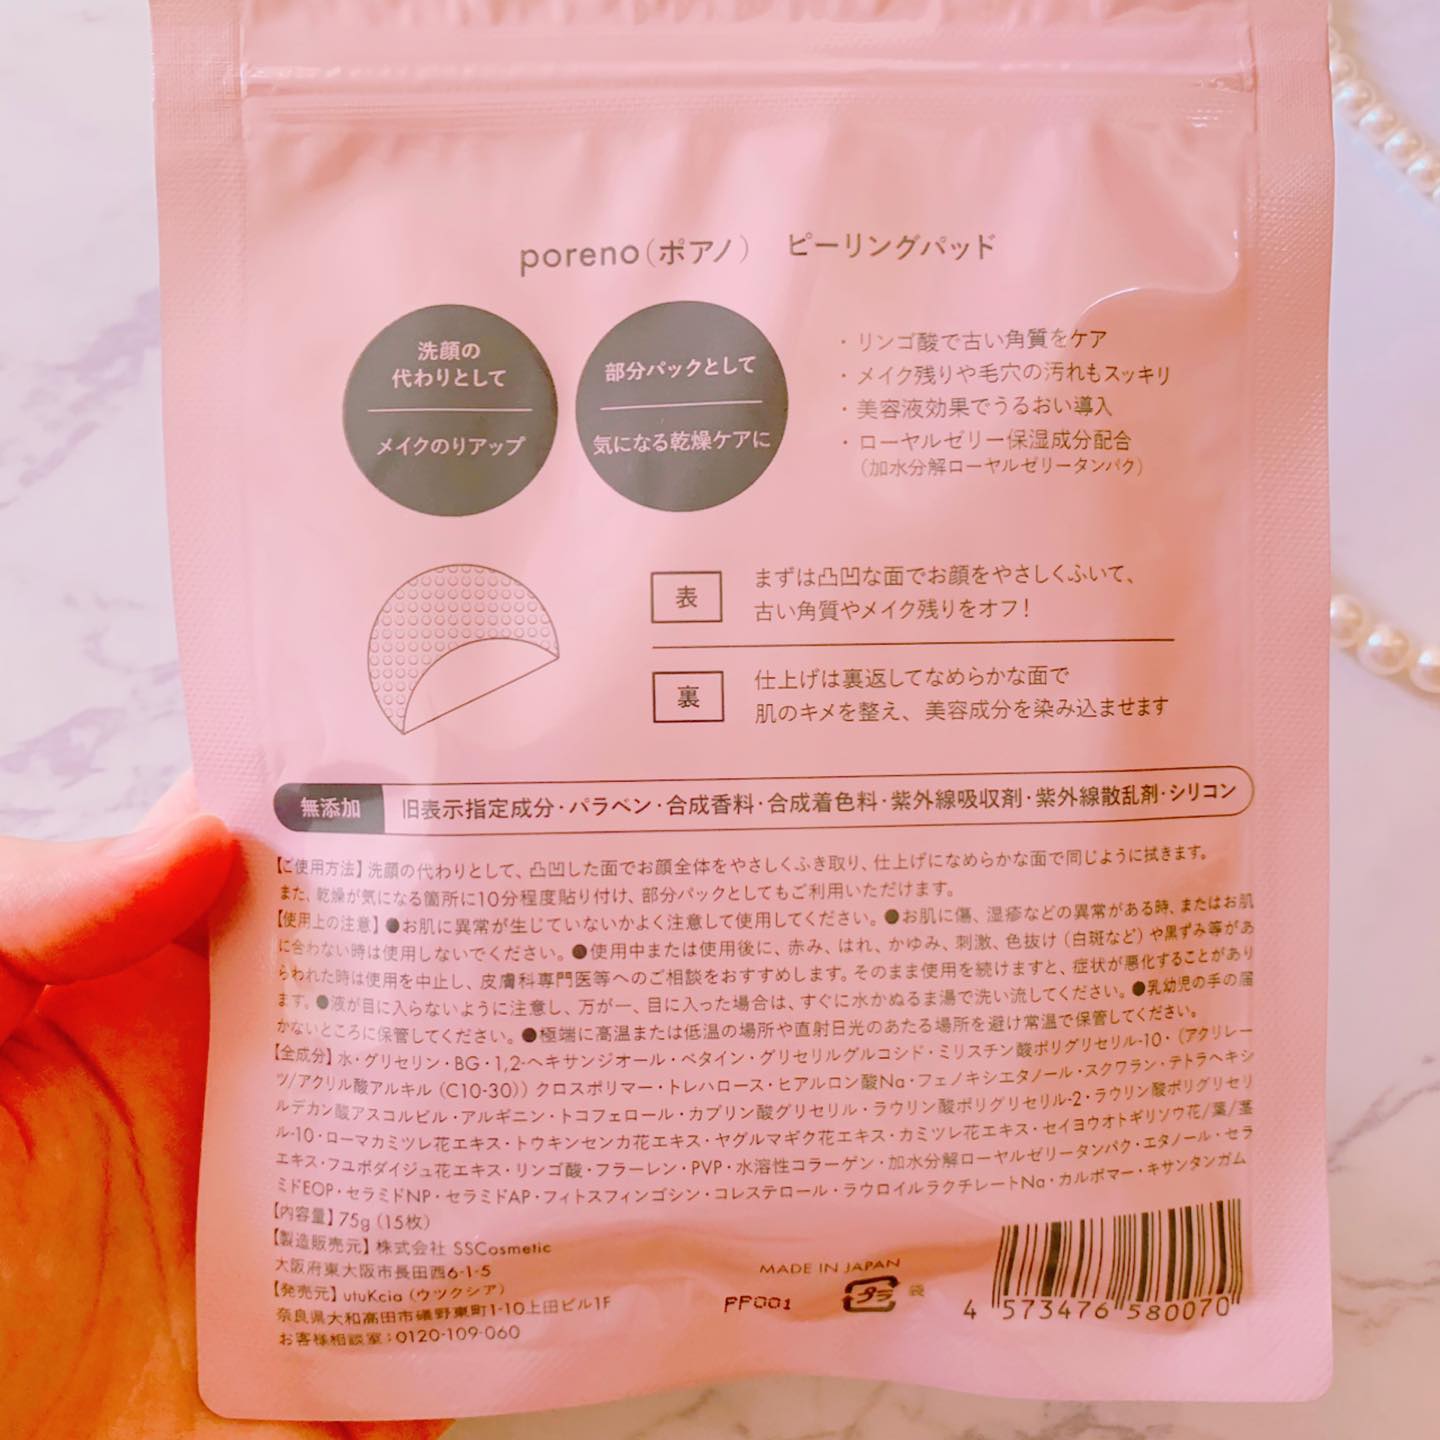 poreno(ポアノ) ピーリングパッド
洗顔の
代わりとして
メイクのりアップ
部分パックとして
気になる乾燥ケアに
・リンゴ酸で古い角質をケア
・メイク残りや毛穴の汚れもスッキリ
・美容液効果でうるおい導入
・ローヤルゼリー保湿成分配合
(加水分解ローヤルゼリータンパク)
表
まずは凸凹な面でお顔をやさしくふいて、
古い角質やメイク残りをオフ!
裏
仕上げは裏返してなめらかな面で
肌のキメを整え、美容成分を染み込ませます
無添加 旧表示指定成分・パラベン・合成香料・合成着色料・紫外線吸収剤・紫外線散乱剤・シリコン
【ご使用方法】洗顔の代わりとして、凸凹した面でお顔全体をやさしくふき取り、仕上げになめらかな面で同じように拭きます。
また、乾燥が気になる箇所に10分程度貼り付け、部分パックとしてもご利用いただけます。
【使用上の注意】●お肌に異常が生じていないかよく注意して使用してください。●お肌に傷、湿疹などの異常がある時、またはお肌
に合わない時は使用しないでください。●使用中または使用後に、赤み、はれ、かゆみ、刺激、色抜け(白斑など)や黒ずみ等があ
らわれた時は使用を中止し、皮膚科専門医等へのご相談をおすすめします。そのまま使用を続けますと、症状が悪化することがあり
ます。●液が目に入らないように注意し、万が一、目に入った場合は、すぐに水かぬるま湯で洗い流してください。●乳幼児の手の届
かないところに保管してください。●極端に高温または低温の場所や直射日光のあたる場所を避け常温で保管してください。
【全成分】水・グリセリン・BG・1,2-ヘキサンジオール・ベタイン・グリセリルグルコシド・ミリスチン酸ポリグリセリル-10・(アクリレー
ツ/アクリル酸アルキル(C10-30))クロスポリマー・トレハロース・ヒアルロン酸Na・フェノキシエタノール・スクワラン・テトラヘキシ
ルデカン酸アスコルビル・アルギニン・トコフェロール・カプリン酸グリセリル・ラウリン酸ポリグリセリル-2・ラウリン酸ポリグリセリ
ル-10・ローマカミツレ花エキス・トウキンセンカ花エキス・ヤグルマギク花エキス・カミツレ花エキス・セイヨウオトギリソウ花/葉/茎
エキス・フユボダイジュ花エキス・リンゴ酸・フラーレン・PVP・水溶性コラーゲン・加水分解ローヤルゼリータンパク・エタノール・セラ
ミドEOP・セラミドNP・セラミドAP・フィトスフィンゴシン・コレステロール・ラウロイルラクチレートNa・カルボマー・キサンタンガム
【内容量】75g(15枚)
【製造販売元】株式会社 SSCosmetic
大阪府東大阪市長田西6-1-5
【発売元】utuKcia(ウツクシア)
奈良県大和高田市礒野東町1-10上田ビル1F
お客様相談室:0120-109-060
MADE IN JAPAN
PP001
プラ 袋
4 573476 580070